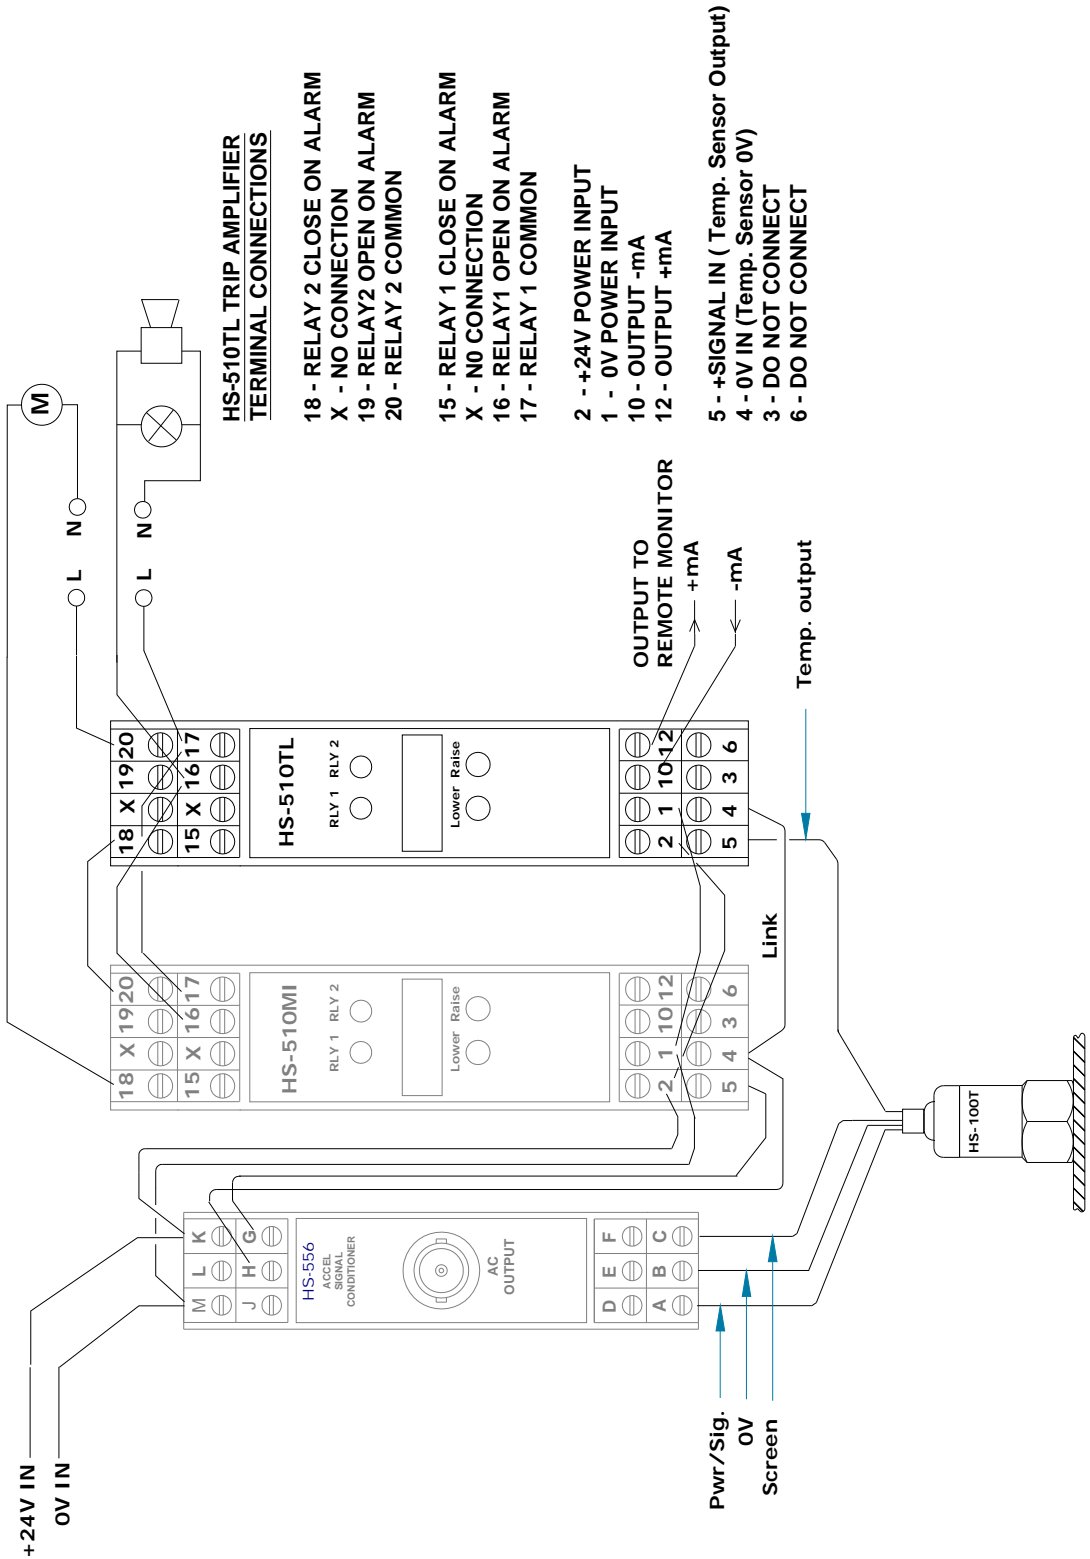 +24V IN
0V IN
M L K
J H G
HS-556
ACCEL
SIGNAL
CONDITIONER
AC
OUTPUT
D E F
A B C
Pwr/Sig.
0V
Screen
HS-100T
18 X 19 20
15 X 16 17
HS-510MI
RLY 1 RLY 2
Lower Raise
2 1 10 12
5 4 3 6
Link
18 X 19 20
15 X 16 17
HS-510TL
RLY 1 RLY 2
Lower Raise
2 1 10 12
5 4 3 6
Temp. output
L N
L N
M
OUTPUT TO
REMOTE MONITOR
+mA
-mA
HS-510TL TRIP AMPLIFIER
TERMINAL CONNECTIONS
18 - RELAY 2 CLOSE ON ALARM
X - NO CONNECTION
19 - RELAY2 OPEN ON ALARM
20 - RELAY 2 COMMON
15 - RELAY 1 CLOSE ON ALARM
X - N0 CONNECTION
16 - RELAY1 OPEN ON ALARM
17 - RELAY 1 COMMON
2 - +24V POWER INPUT
1 - 0V POWER INPUT
10 - OUTPUT -mA
12 - OUTPUT +mA
5 - +SIGNAL IN ( Temp. Sensor Output)
4 - 0V IN (Temp. Sensor 0V)
3 - DO NOT CONNECT
6 - DO NOT CONNECT